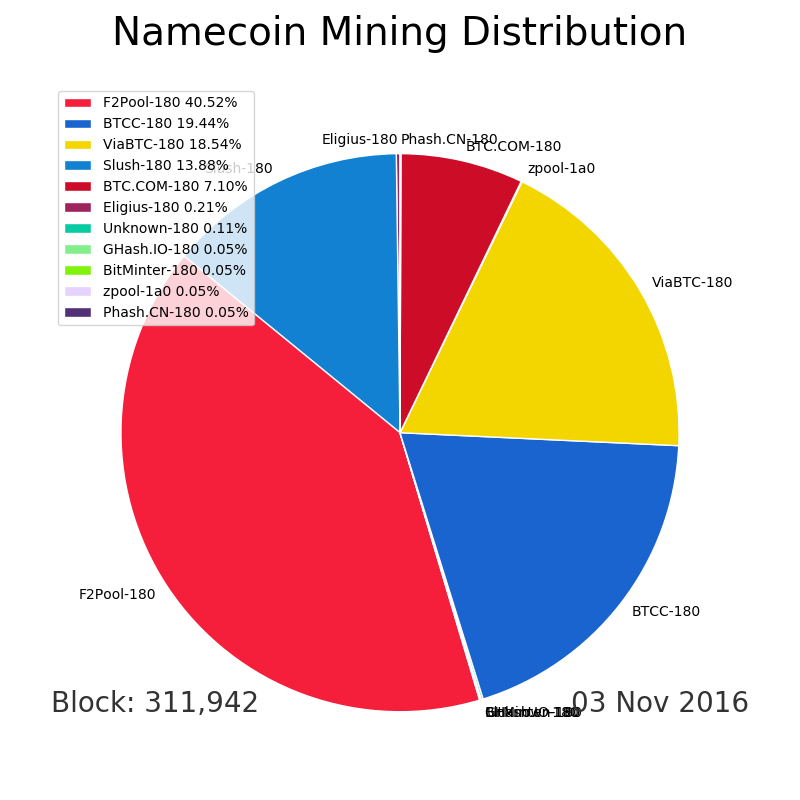 Namecoin Mining Distribution
F2Pool-180 40.52%
BTCC-180 19.44%
ViaBTC-180 18.54%
Slush-180 13.88%
BTC.COM-180 7.10%
Eligius-180 0.21%
Unknown-180 0.11%
GHash.IO-180 0.05%
BitMinter-180 0.05%
zpool-1a0 0.05%
Phash.CN-180 0.05%
Eligius-180
Phash.CN-180
BTC.COM-180
zpool-1a0
Slush-180
ViaBTC-180
F2Pool-180
BTCC-180
Block: 311,942
03 Nov 2016